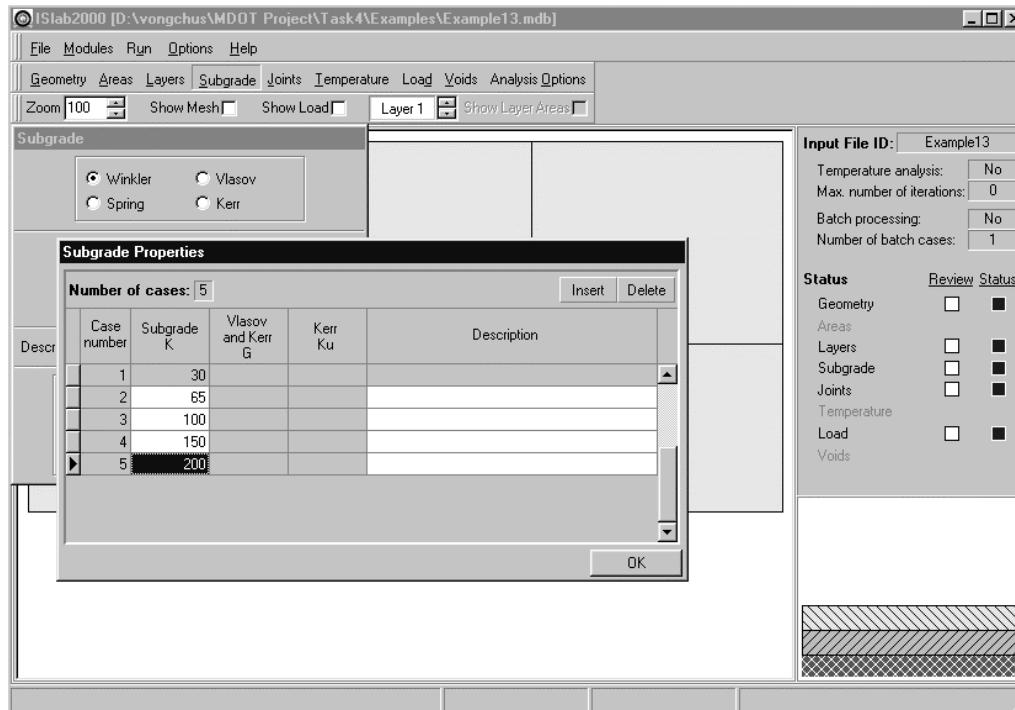 ISlab2000 [D:\vongchus\MDOT Project\Task4\Examples\Example13.mdb]
File Modules Run Options Help
Geometry Areas Layers Subgrade Joints Temperature Load Voids Analysis Options
Zoom 100 Show Mesh Show Load Layer 1 Show Layer Areas
Subgrade
Winkler Vlasov
Spring Kerr
Descr
Subgrade Properties
Number of cases: 5 Insert Delete
Case number Subgrade K Vlasov and Kerr G Kerr Ku Description
1 30
2 65
3 100
4 150
5 200
OK
Input File ID: Example13
Temperature analysis: No
Max. number of iterations: 0
Batch processing: No
Number of batch cases: 1
Status Review Status
Geometry
Areas
Layers
Subgrade
Joints
Temperature
Load
Voids